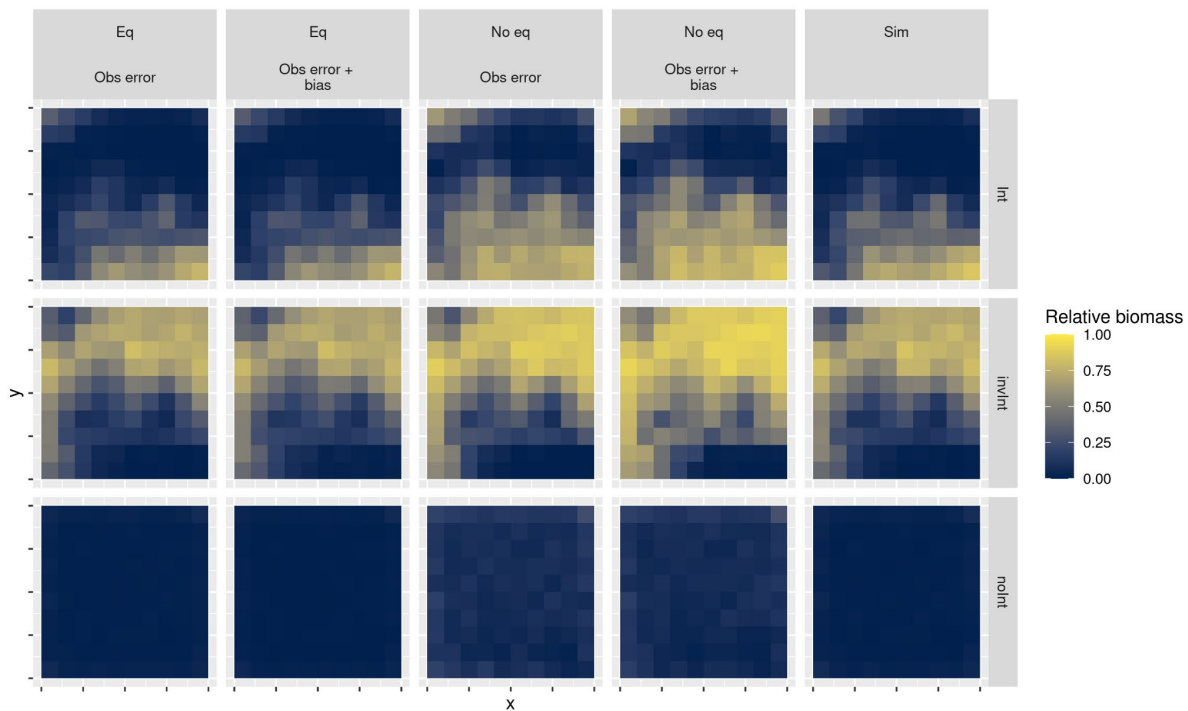 Eq
Eq
No eq
No eq
Sim
Obs error
Obs error +
bias
Obs error
Obs error +
bias
Int
invInt
noInt
y
x
Relative biomass
1.00
0.75
0.50
0.25
0.00